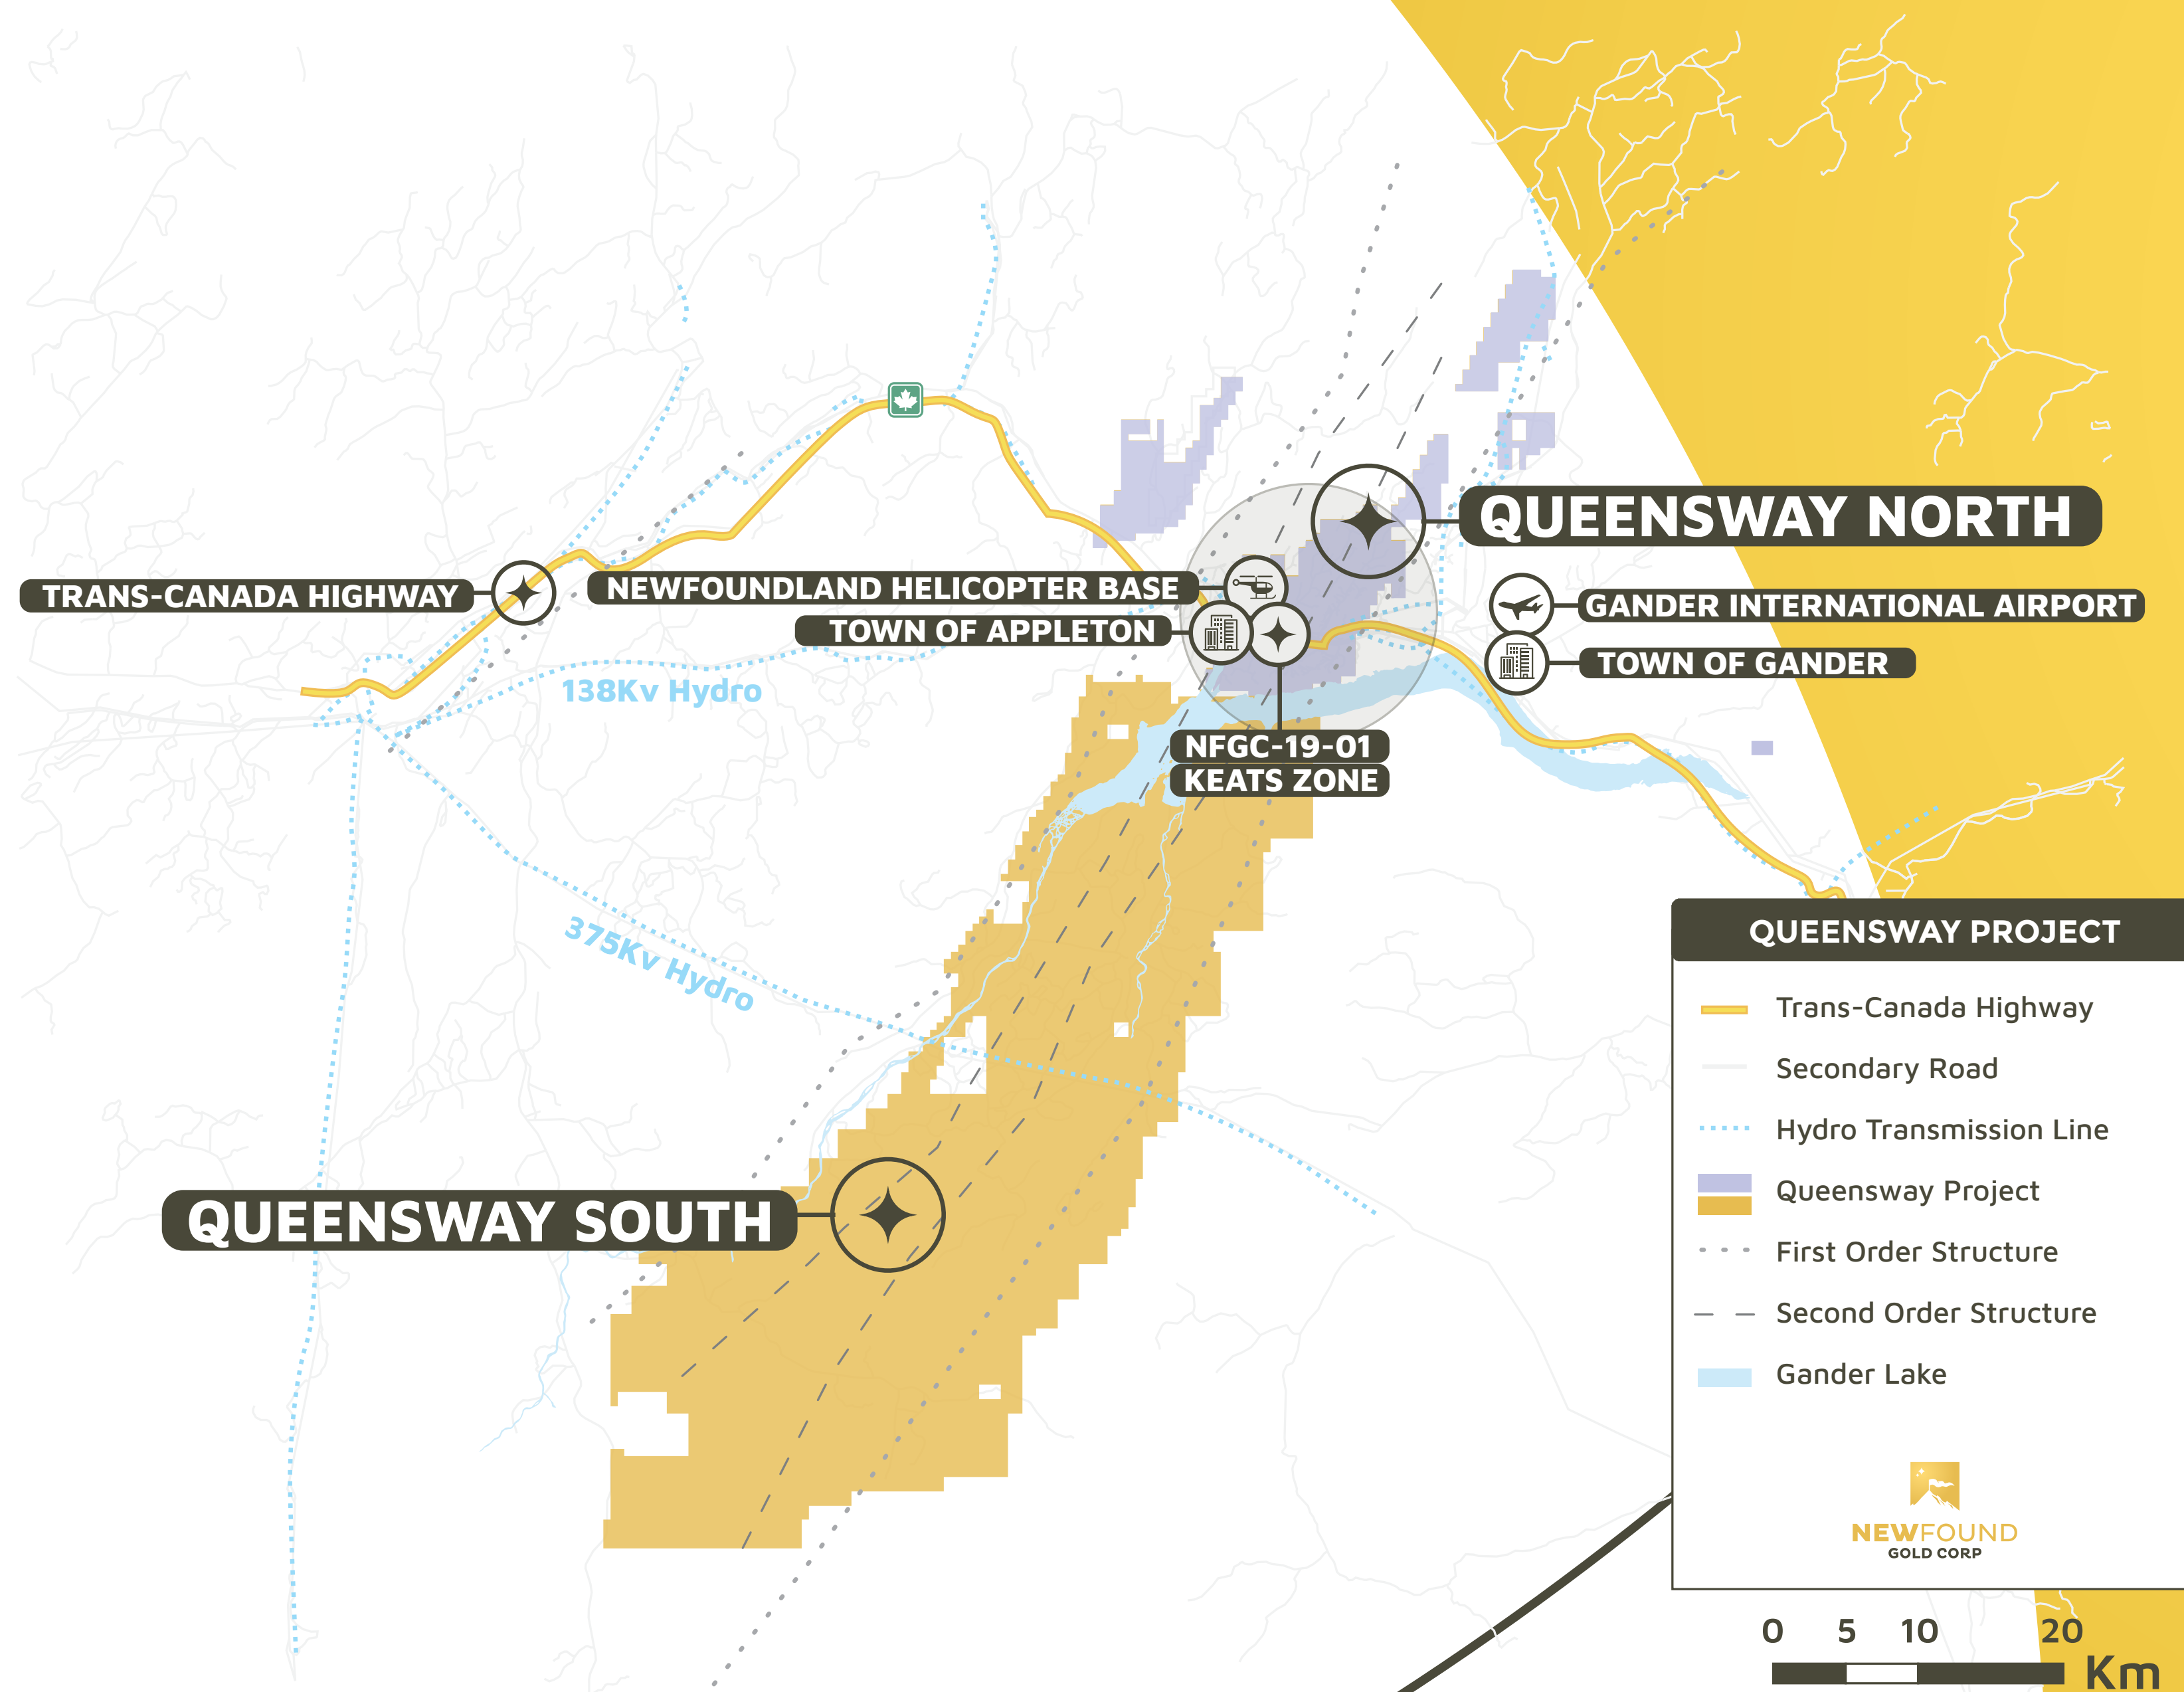 QUEENSWAY NORTH
TRANS-CANADA HIGHWAY
NEWFOUNDLAND HELICOPTER BASE
TOWN OF APPLETON
GANDER INTERNATIONAL AIRPORT
TOWN OF GANDER
138Kv Hydro
NFGC-19-01
KEATS ZONE
375Kv Hydro
QUEENSWAY SOUTH
QUEENSWAY PROJECT
Trans-Canada Highway
Secondary Road
Hydro Transmission Line
Queensway Project
First Order Structure
Second Order Structure
Gander Lake
NEWFOUND
GOLD CORP
0 5 10 20
Km